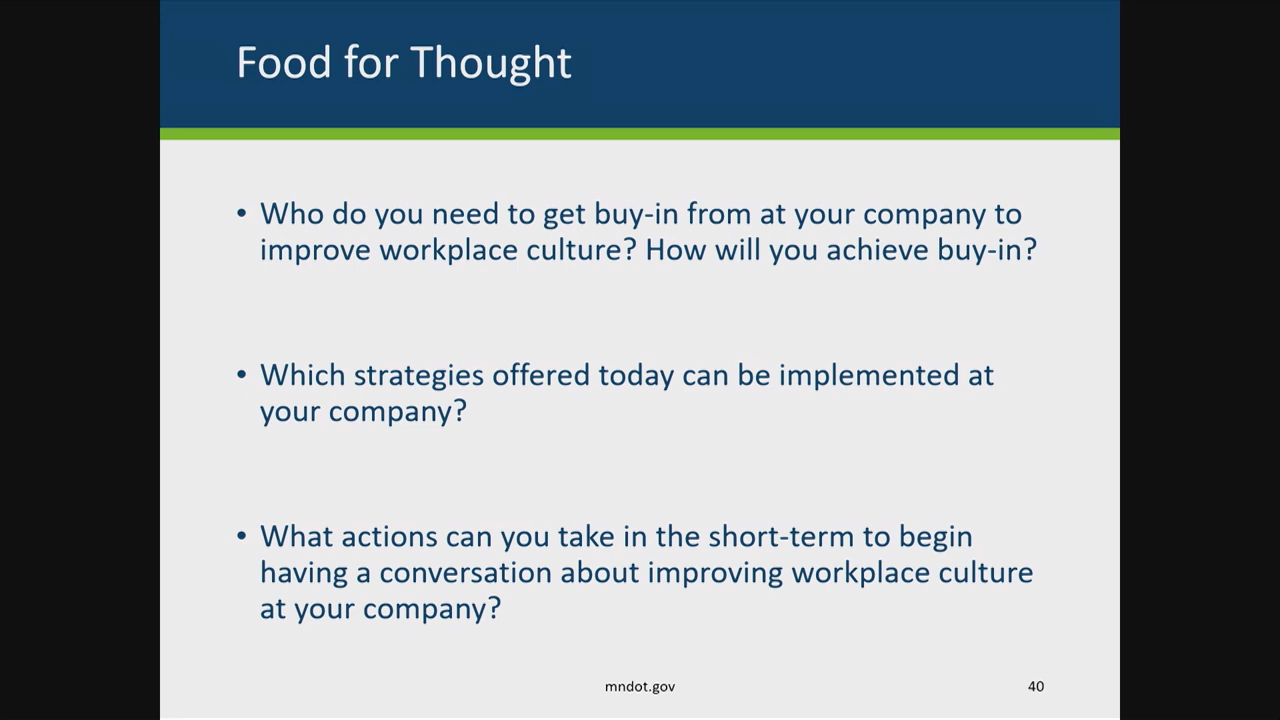 Food for Thought
• Who do you need to get buy-in from at your company to
improve workplace culture? How will you achieve buy-in?
• Which strategies offered today can be implemented at
your company?
• What actions can you take in the short-term to begin
having a conversation about improving workplace culture
at your company?
mndot.gov
40